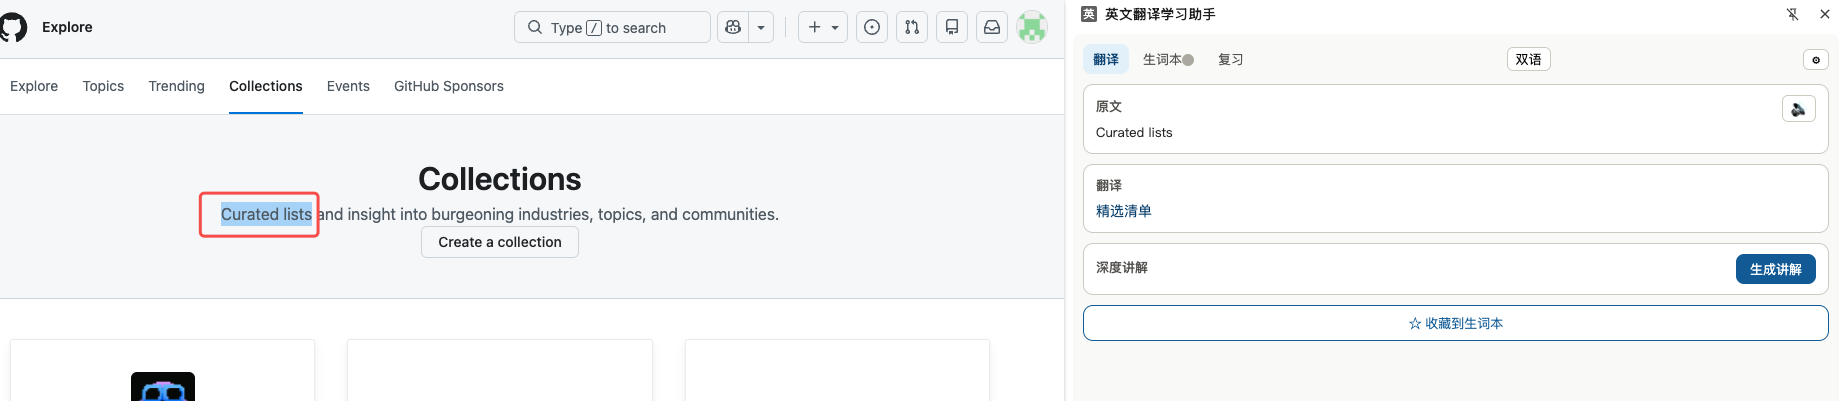 Explore
Type / to search
Explore
Topics
Trending
Collections
Events
GitHub Sponsors
Collections
Curated lists and insight into burgeoning industries, topics, and communities.
Create a collection
英 英文翻译学习助手
翻译
生词本
复习
双语
原文
Curated lists
翻译
精选清单
深度讲解
生成讲解
☆ 收藏到生词本